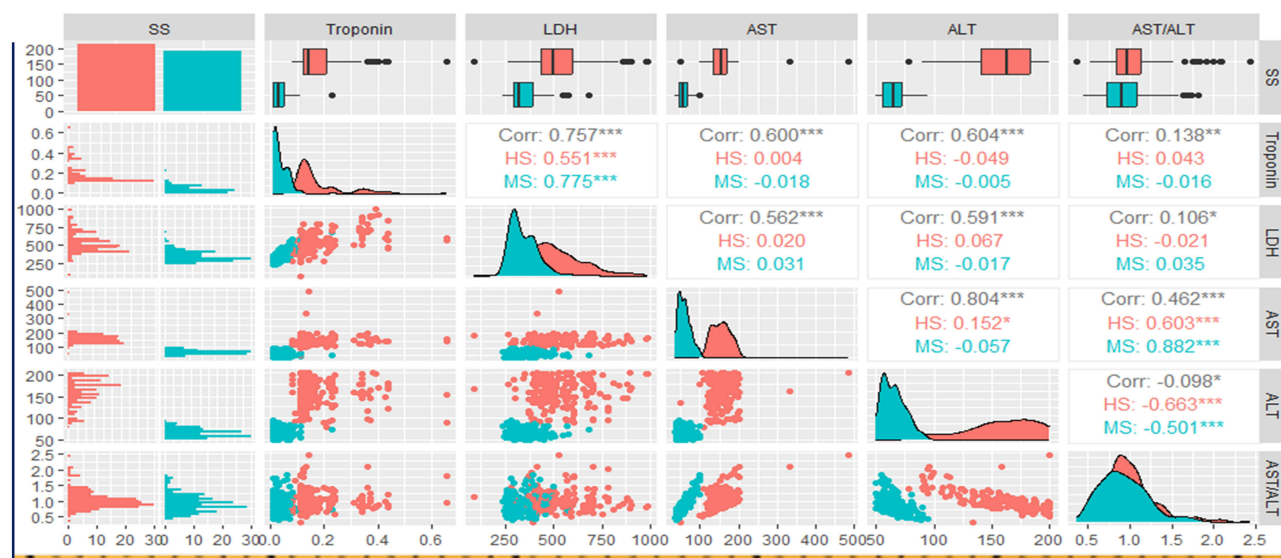 SS Troponin LDH AST ALT AST/ALT
200
150
100
50
0
SS
0.6
0.4
0.2
0.0
Corr: 0.757*** Corr: 0.600*** Corr: 0.604*** Corr: 0.138**
HS: 0.551*** HS: 0.004 HS: -0.049 HS: 0.043
MS: 0.775*** MS: -0.018 MS: -0.005 MS: -0.016
Troponin
1000
750
500
250
Corr: 0.562*** Corr: 0.591*** Corr: 0.106*
HS: 0.020 HS: 0.067 HS: -0.021
MS: 0.031 MS: -0.017 MS: 0.035
LDH
500
400
300
200
100
Corr: 0.804*** Corr: 0.462***
HS: 0.152* HS: 0.603***
MS: -0.057 MS: 0.882***
AST
200
150
100
50
Corr: -0.098*
HS: -0.663***
MS: -0.501***
ALT
2.5
2.0
1.5
1.0
0.5
AST/ALT
0 10 20 30 0 10 20 30 0.0 0.2 0.4 0.6 250 500 750 1000 100 200 300 400 500 50 100 150 200 0.5 1.0 1.5 2.0 2.5